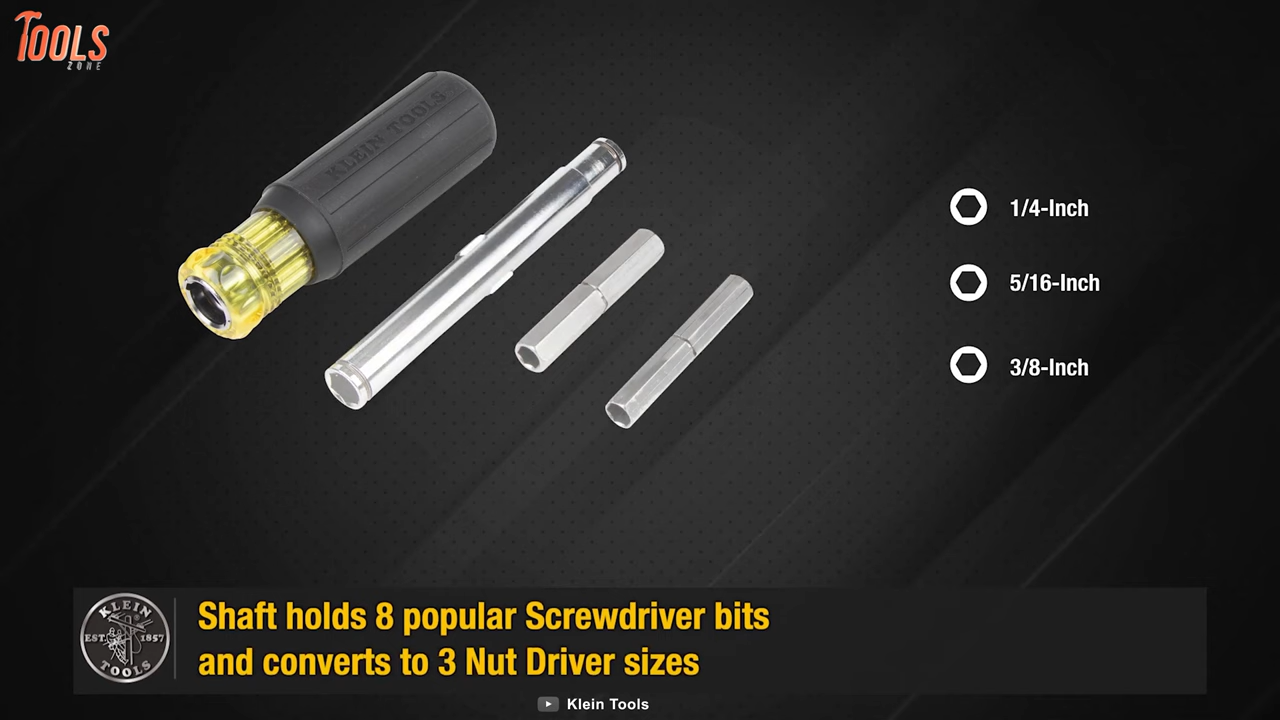 TOOLS
ZONE
KLEIN TOOLS
1/4-Inch
5/16-Inch
3/8-Inch
KLEIN
EST. 1857
TOOLS
Shaft holds 8 popular Screwdriver bits
and converts to 3 Nut Driver sizes
Klein Tools